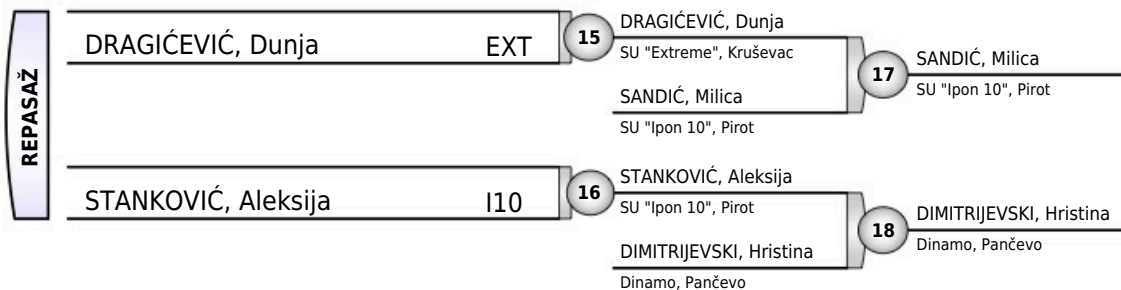 REPASAŽ
DRAGIĆEVIĆ, Dunja EXT
15
DRAGIĆEVIĆ, Dunja
SU "Extreme", Kruševac
SANDIĆ, Milica
SU "Ipon 10", Pirot
17
SANDIĆ, Milica
SU "Ipon 10", Pirot
STANKOVIĆ, Aleksija I10
16
STANKOVIĆ, Aleksija
SU "Ipon 10", Pirot
DIMITRIJEVSKI, Hristina
Dinamo, Pančevo
18
DIMITRIJEVSKI, Hristina
Dinamo, Pančevo